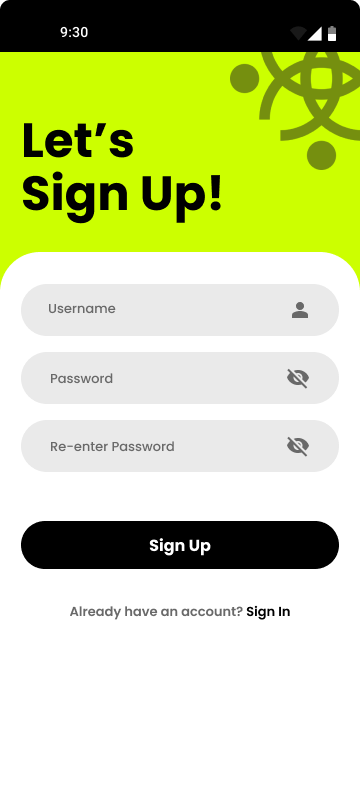 9:30
Let’s
Sign Up!
Username
Password
Re-enter Password
Sign Up
Already have an account? Sign In